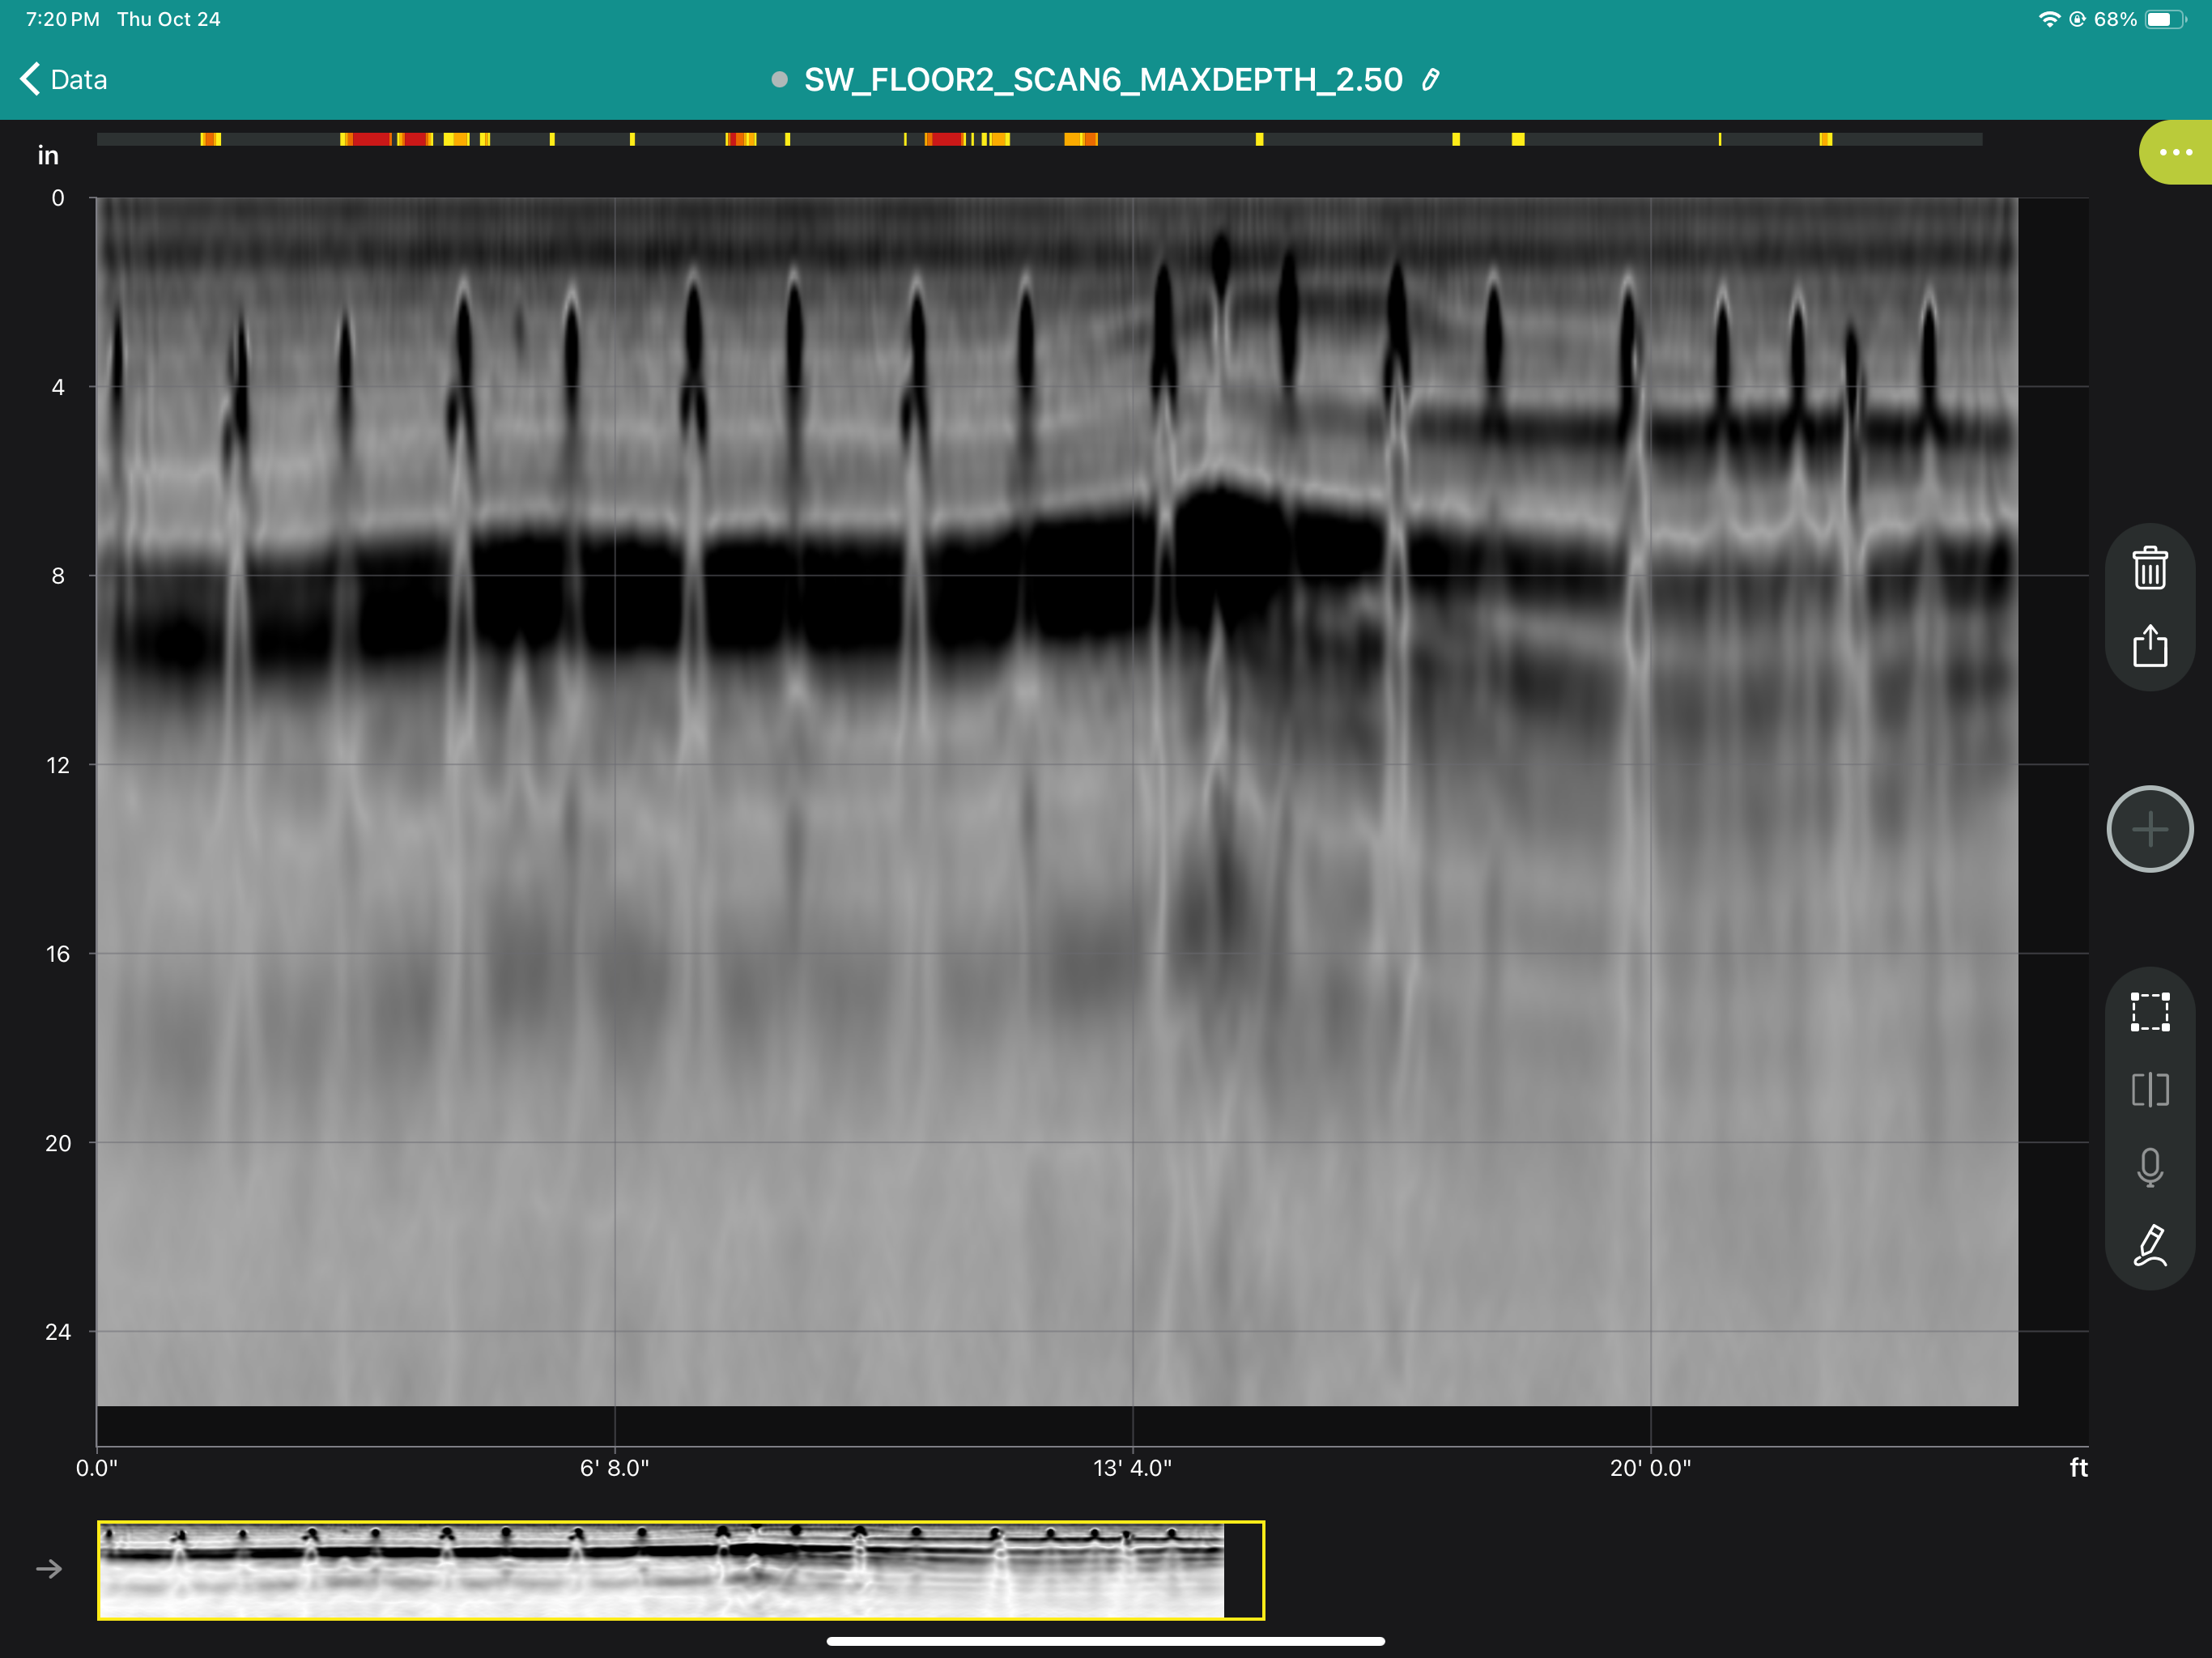 7:20 PM Thu Oct 24
68%
Data
SW_FLOOR2_SCAN6_MAXDEPTH_2.50
in
0
4
8
12
16
20
24
0.0" 6' 8.0" 13' 4.0" 20' 0.0" ft